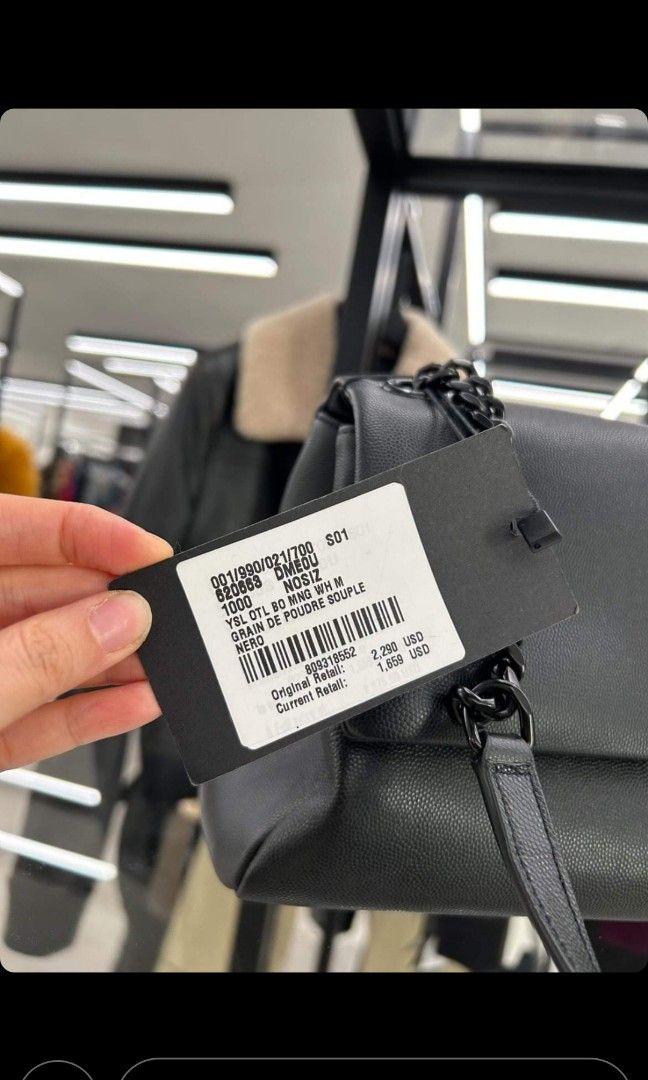 001/990/021/700 S01
620663 DME0U
1000 NOSIZ
YSL OTL BO MNG WH M
GRAIN DE POUDRE SOUPLE
NERO
809318552
Original Retail: 2,290 USD
Current Retail: 1,659 USD